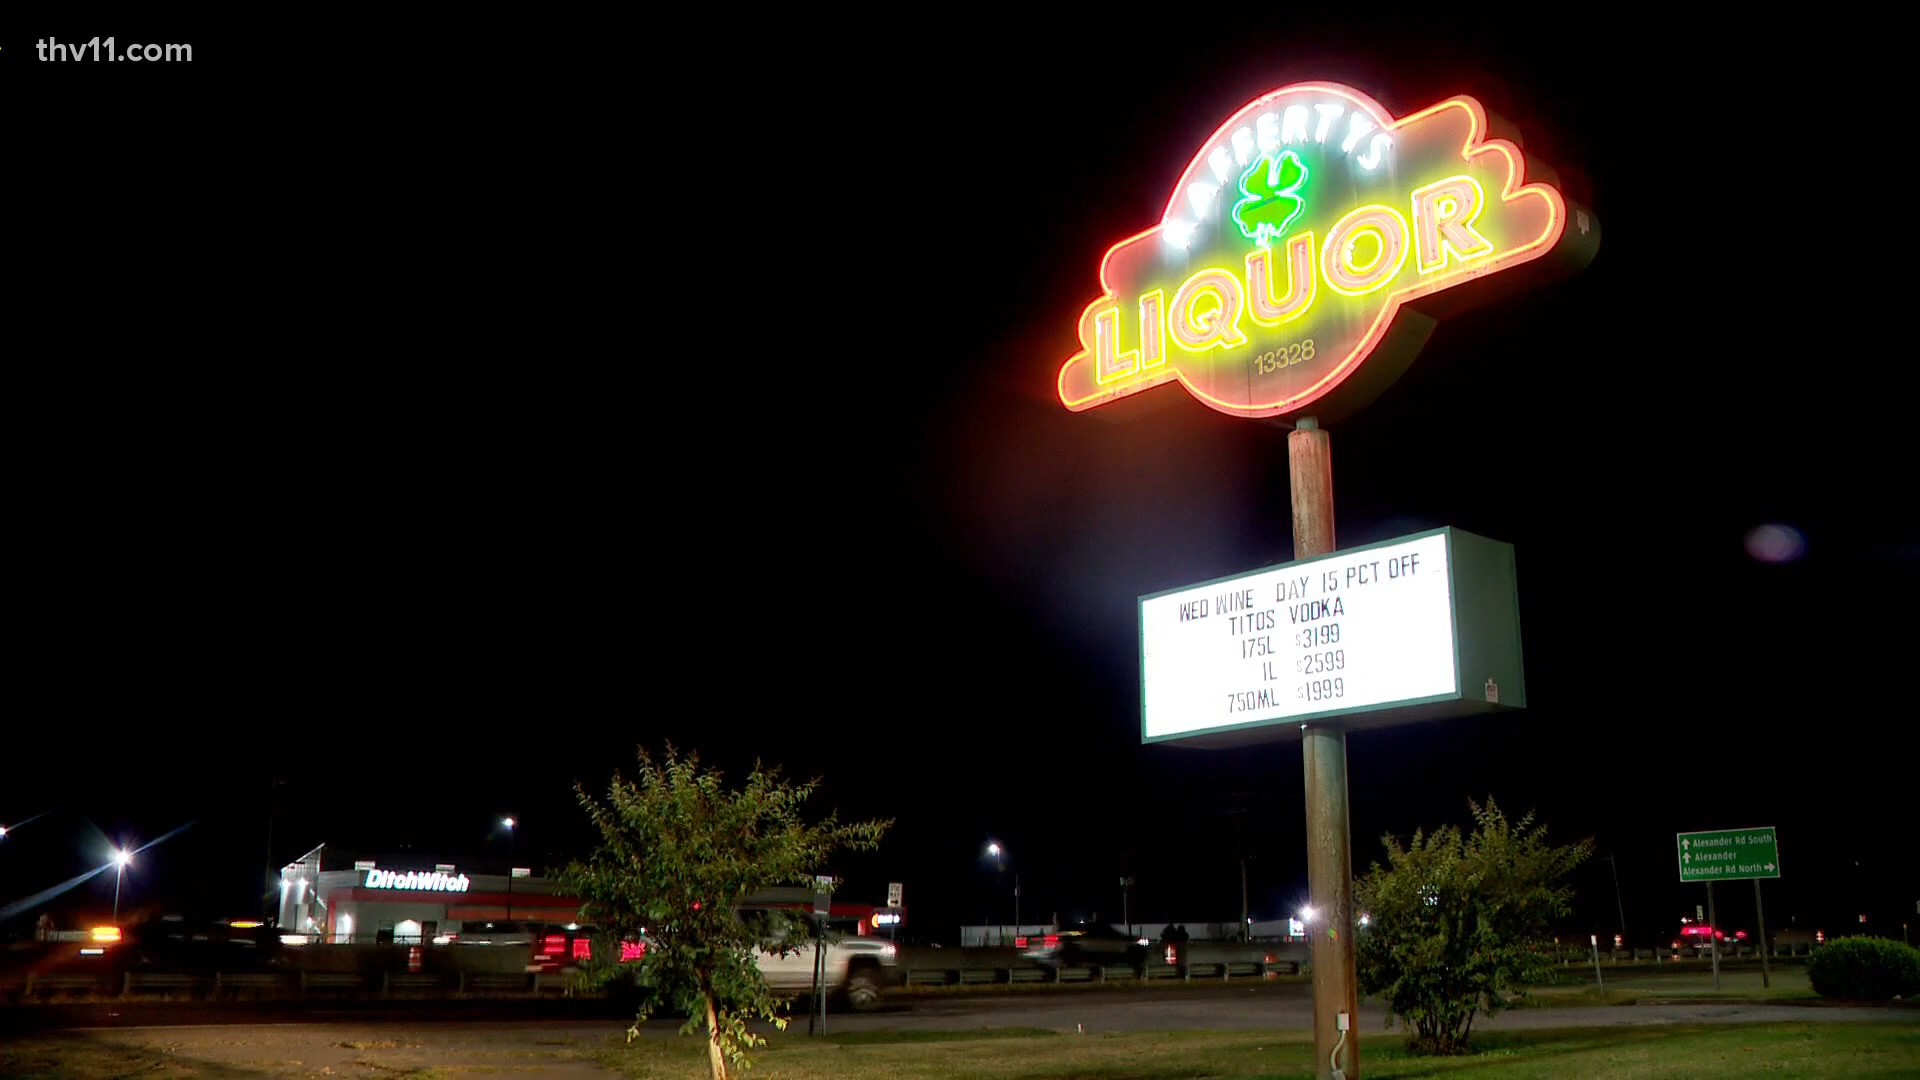 thv11.com
RAFFERTYS
LIQUOR
13328
WED WINE DAY 15 PCT OFF
TITOS VODKA
175L $3199
1L $2599
750ML $1999
DitchWitch
Alexander Rd South
Alexander
Alexander Rd North